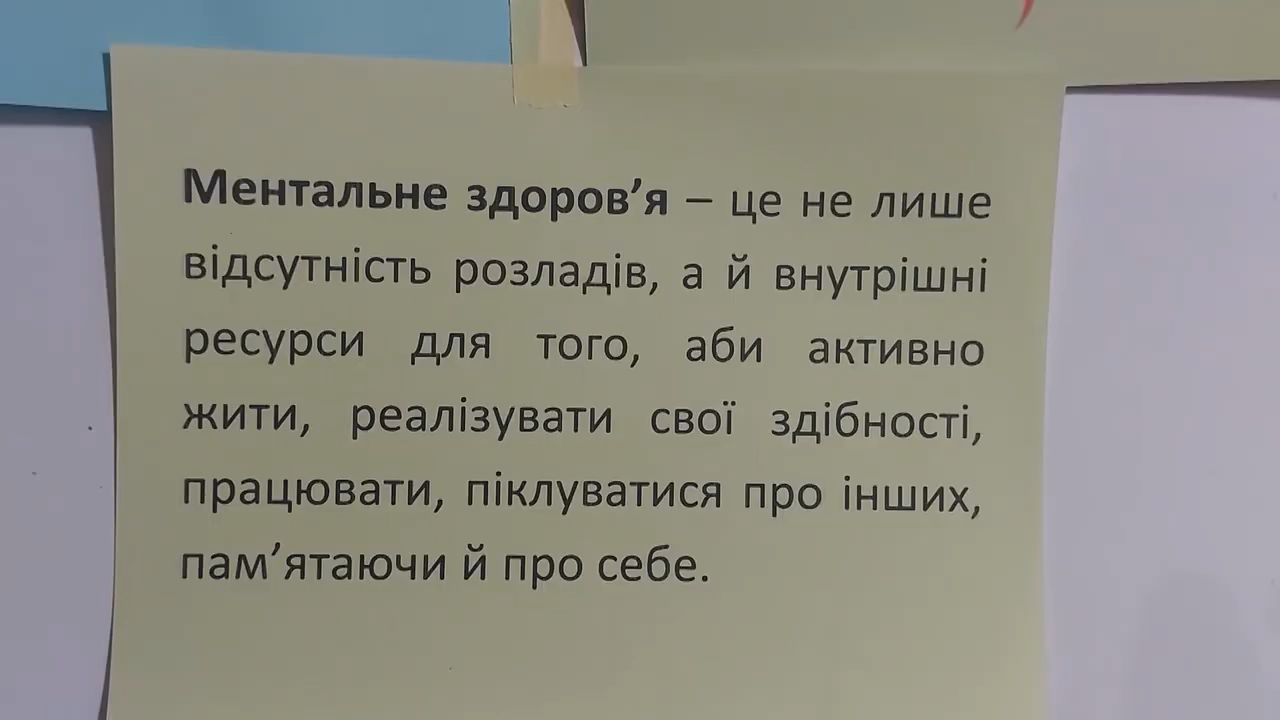 Ментальне здоров’я – це не лише
відсутність розладів, а й внутрішні
ресурси для того, аби активно
жити, реалізувати свої здібності,
працювати, піклуватися про інших,
пам’ятаючи й про себе.